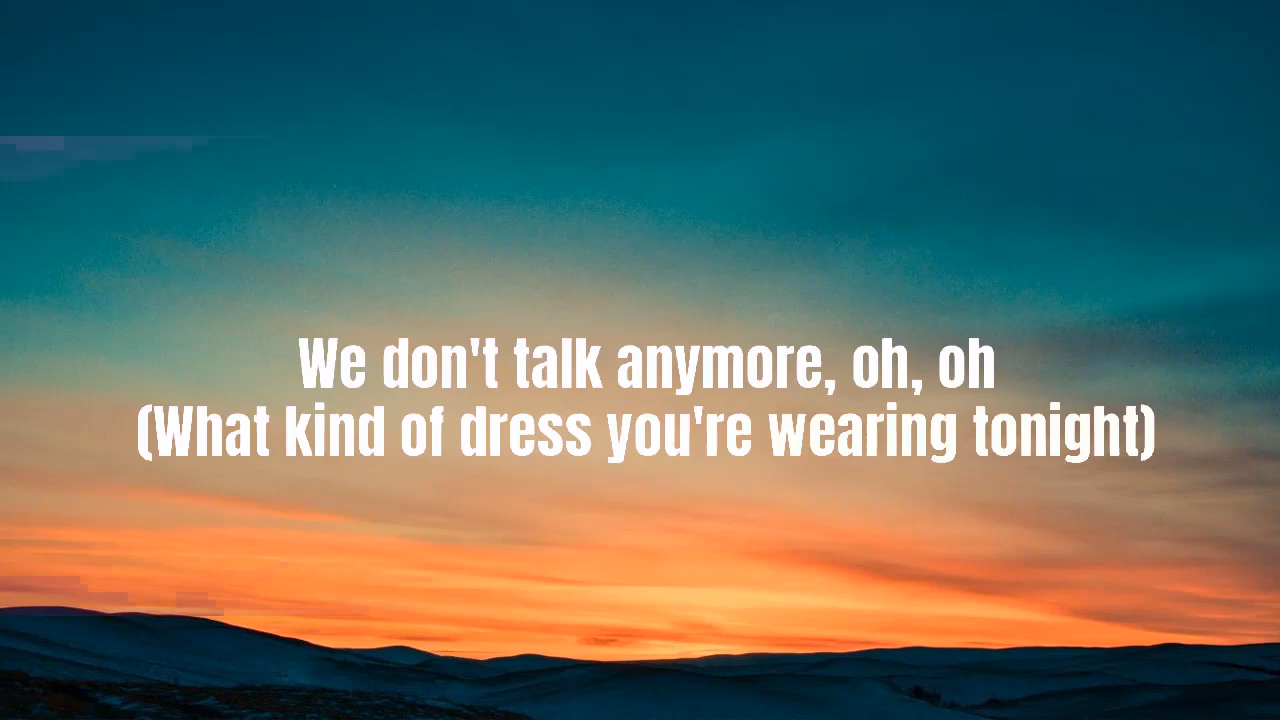 We don't talk anymore, oh, oh
(What kind of dress you're wearing tonight)